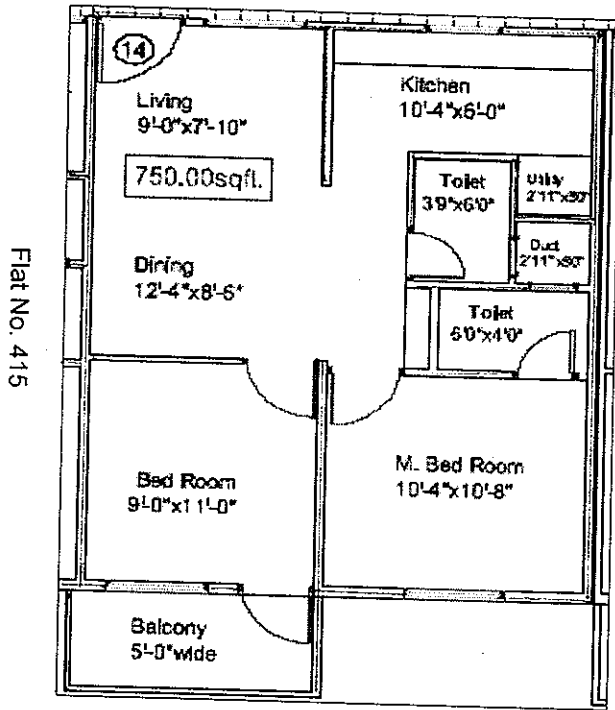 14
Living
9'-0"x7'-10"
750.00sqft.
Kitchen
10'-4"x6'-0"
Toilet
3'9"x6'0"
Utility
2'11"x3'0"
Duct
2'11"x3'0"
Dining
12'-4"x8'-6"
Toilet
6'0"x4'0"
Flat No. 415
Bed Room
9'-0"x11'-0"
M. Bed Room
10'-4"x10'-8"
Balcony
5'-0"wide